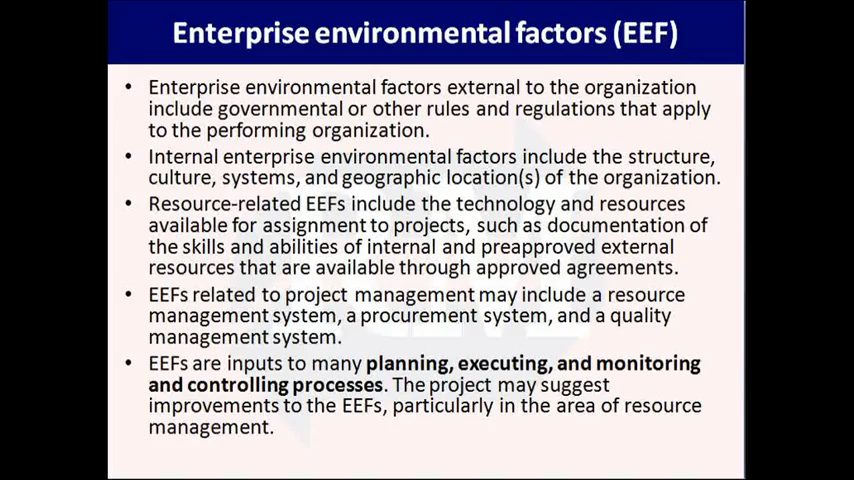 Enterprise environmental factors (EEF)
• Enterprise environmental factors external to the organization
include governmental or other rules and regulations that apply
to the performing organization.
• Internal enterprise environmental factors include the structure,
culture, systems, and geographic location(s) of the organization.
• Resource-related EEFs include the technology and resources
available for assignment to projects, such as documentation of
the skills and abilities of internal and preapproved external
resources that are available through approved agreements.
• EEFs related to project management may include a resource
management system, a procurement system, and a quality
management system.
• EEFs are inputs to many planning, executing, and monitoring
and controlling processes. The project may suggest
improvements to the EEFs, particularly in the area of resource
management.